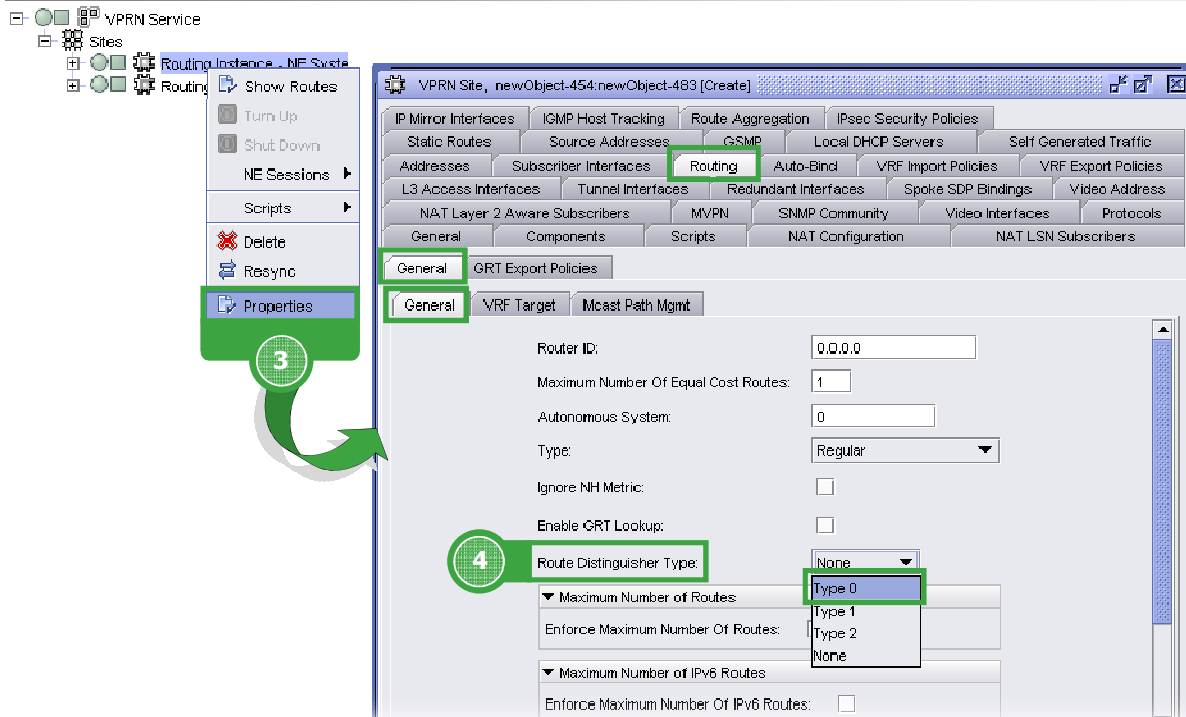 VPRN Service
Sites
Routing Instance - NE Syste
Routing
Show Routes
Turn Up
Shut Down
NE Sessions
Scripts
Delete
Resync
Properties
3
VPRN Site, newObject-454:newObject-483 [Create]
IP Mirror Interfaces IGMP Host Tracking Route Aggregation IPsec Security Policies
Static Routes Source Addresses GSMP Local DHCP Servers Self Generated Traffic
Addresses Subscriber Interfaces Routing Auto-Bind VRF Import Policies VRF Export Policies
L3 Access Interfaces Tunnel Interfaces Redundant Interfaces Spoke SDP Bindings Video Address
NAT Layer 2 Aware Subscribers MVPN SNMP Community Video Interfaces Protocols
General Components Scripts NAT Configuration NAT LSN Subscribers
General GRT Export Policies
General VRF Target Mcast Path Mgmt
Router ID: 0.0.0.0
Maximum Number Of Equal Cost Routes: 1
Autonomous System: 0
Type: Regular
Ignore NH Metric:
Enable GRT Lookup:
4 Route Distinguisher Type: None
Type 0
Type 1
Type 2
None
Maximum Number of Routes
Enforce Maximum Number Of Routes:
Maximum Number of IPv6 Routes
Enforce Maximum Number Of IPv6 Routes: